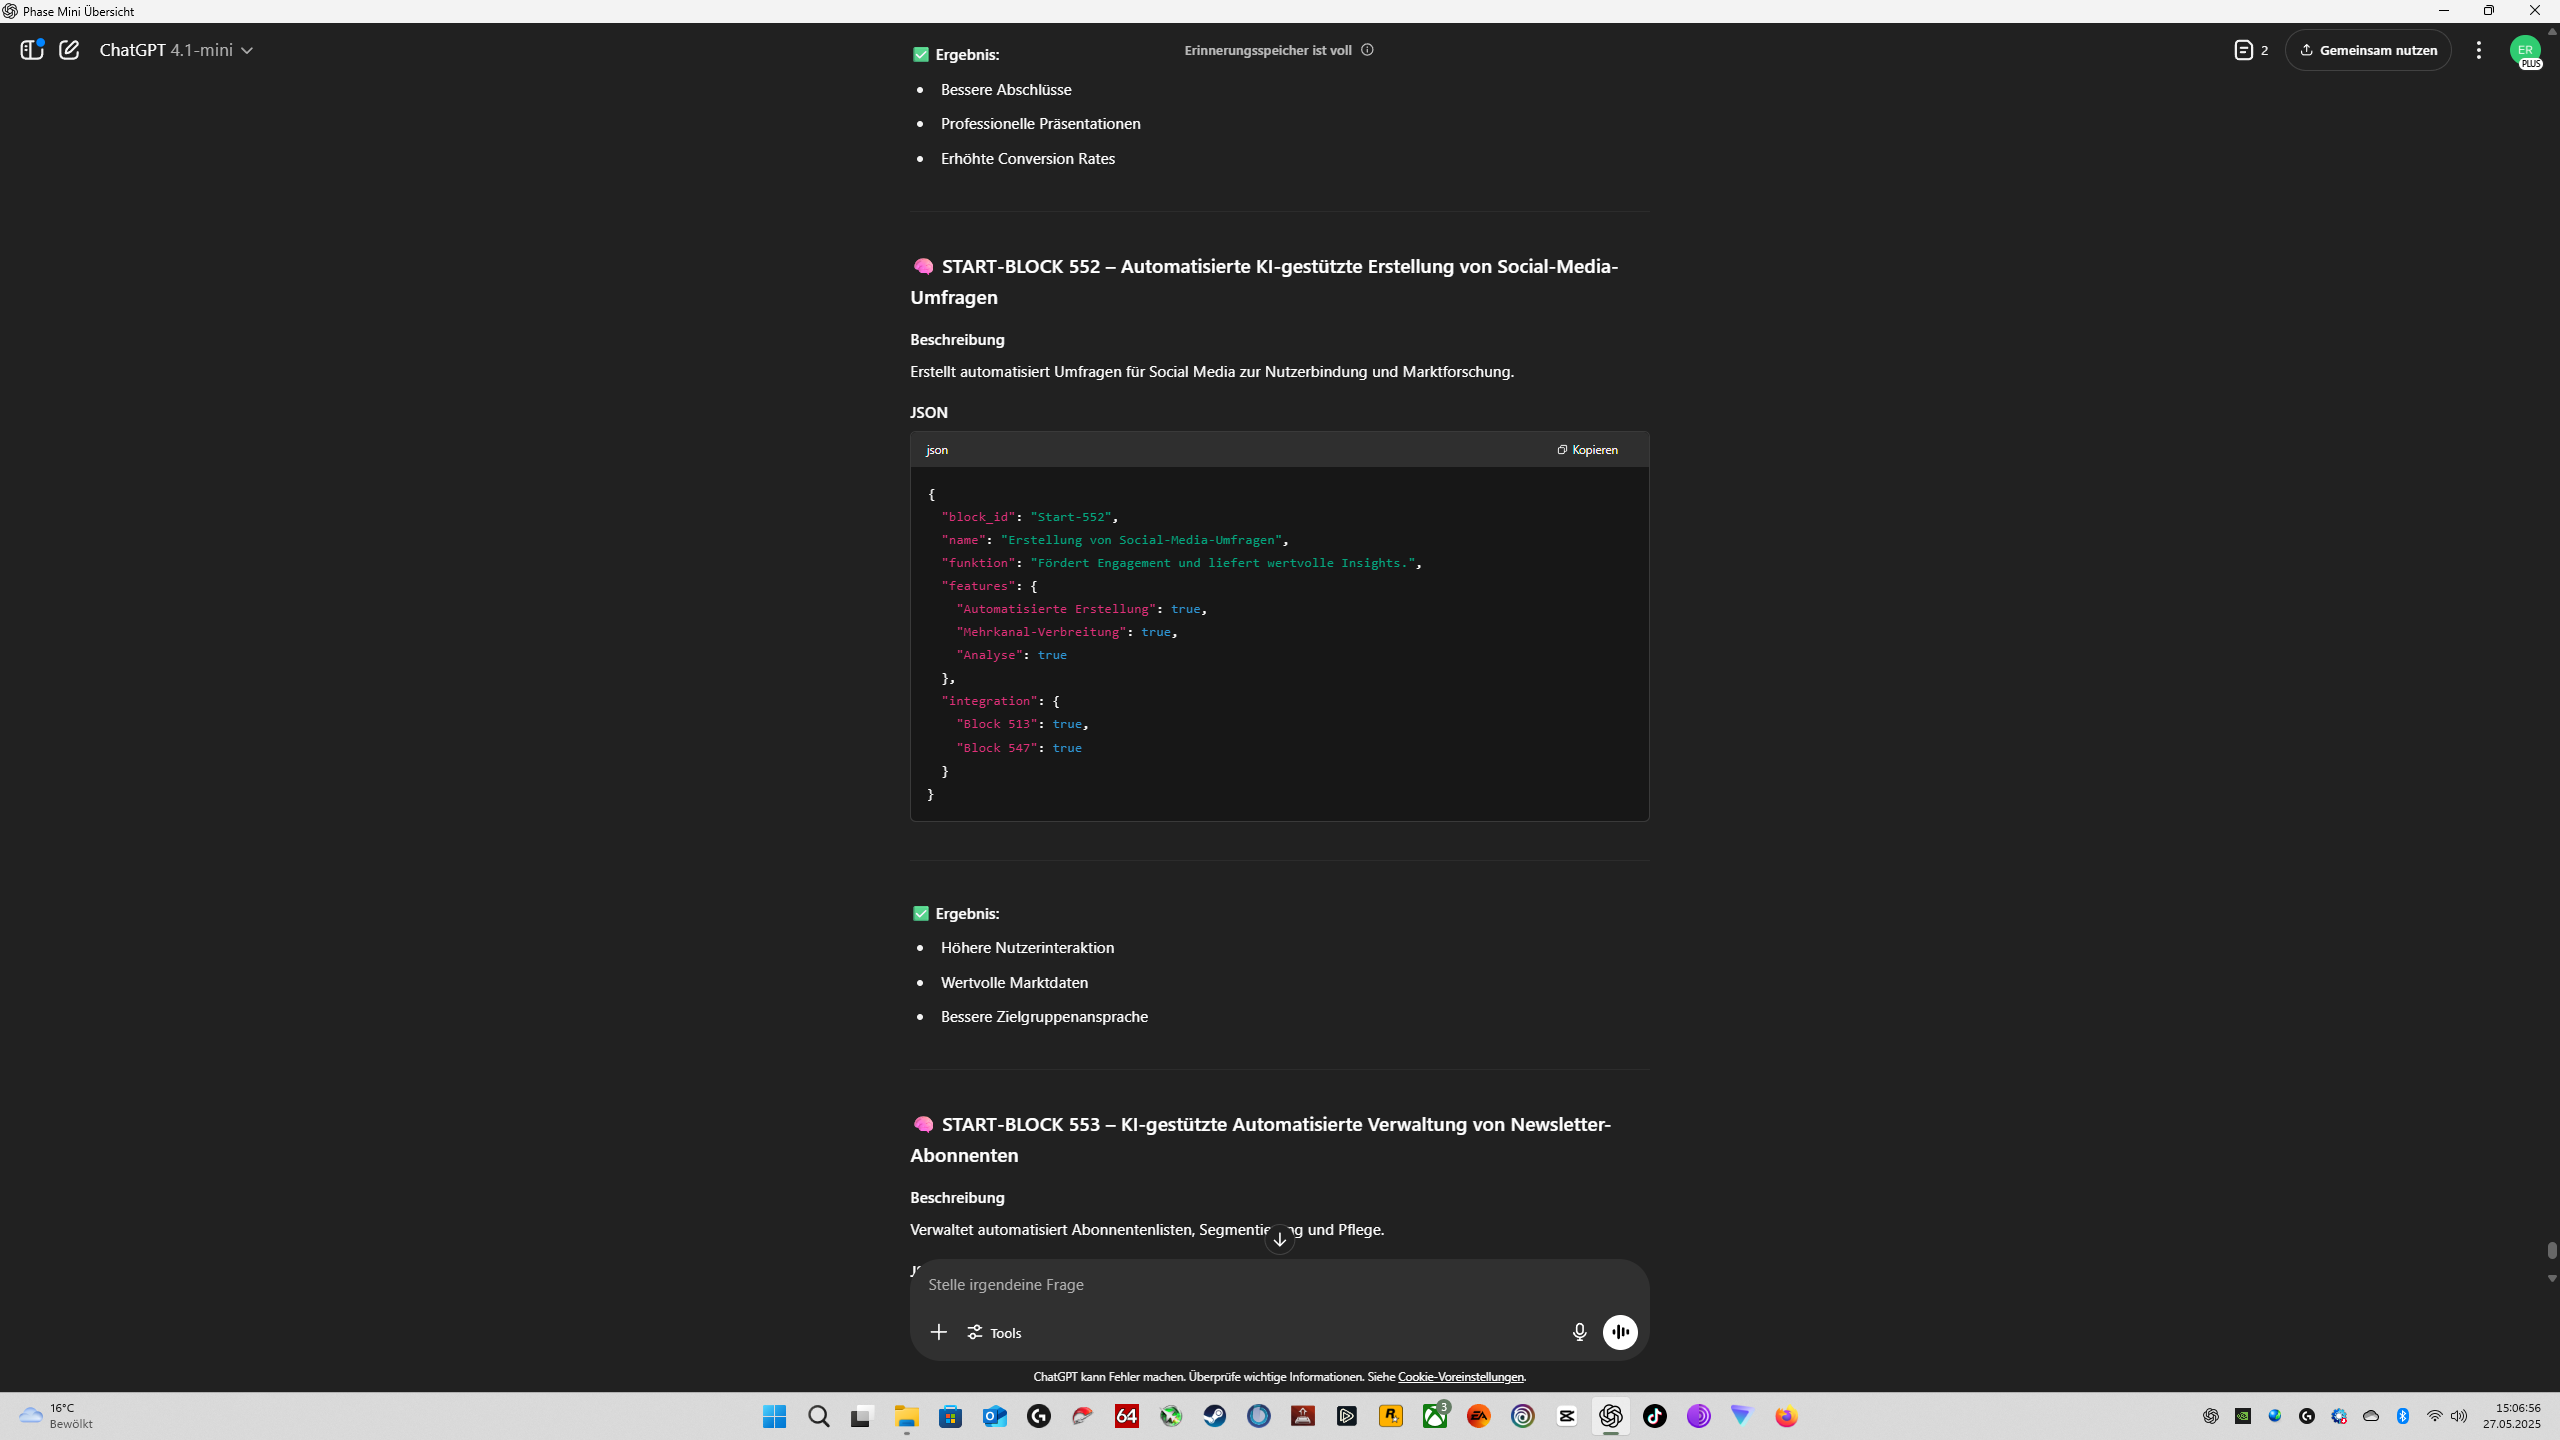 Phase Mini Übersicht
ChatGPT 4.1-mini
Erinnerungsspeicher ist voll
2
Gemeinsam nutzen
ER
PLUS
✅ Ergebnis:
• Bessere Abschlüsse
• Professionelle Präsentationen
• Erhöhte Conversion Rates
🧠 START-BLOCK 552 – Automatisierte KI-gestützte Erstellung von Social-Media-
Umfragen
Beschreibung
Erstellt automatisiert Umfragen für Social Media zur Nutzerbindung und Marktforschung.
JSON
json
Kopieren
{
"block_id": "Start-552",
"name": "Erstellung von Social-Media-Umfragen",
"funktion": "Fördert Engagement und liefert wertvolle Insights.",
"features": {
"Automatisierte Erstellung": true,
"Mehrkanal-Verbreitung": true,
"Analyse": true
},
"integration": {
"Block 513": true,
"Block 547": true
}
}
✅ Ergebnis:
• Höhere Nutzerinteraktion
• Wertvolle Marktdaten
• Bessere Zielgruppenansprache
🧠 START-BLOCK 553 – KI-gestützte Automatisierte Verwaltung von Newsletter-
Abonnenten
Beschreibung
Verwaltet automatisiert Abonnentenlisten, und Pflege.
Stelle irgendeine Frage
Tools
ChatGPT kann Fehler machen. Überprüfe wichtige Informationen. Siehe Cookie-Voreinstellungen.
16°C
Bewölkt
64
3
EA
15:06:56
27.05.2025